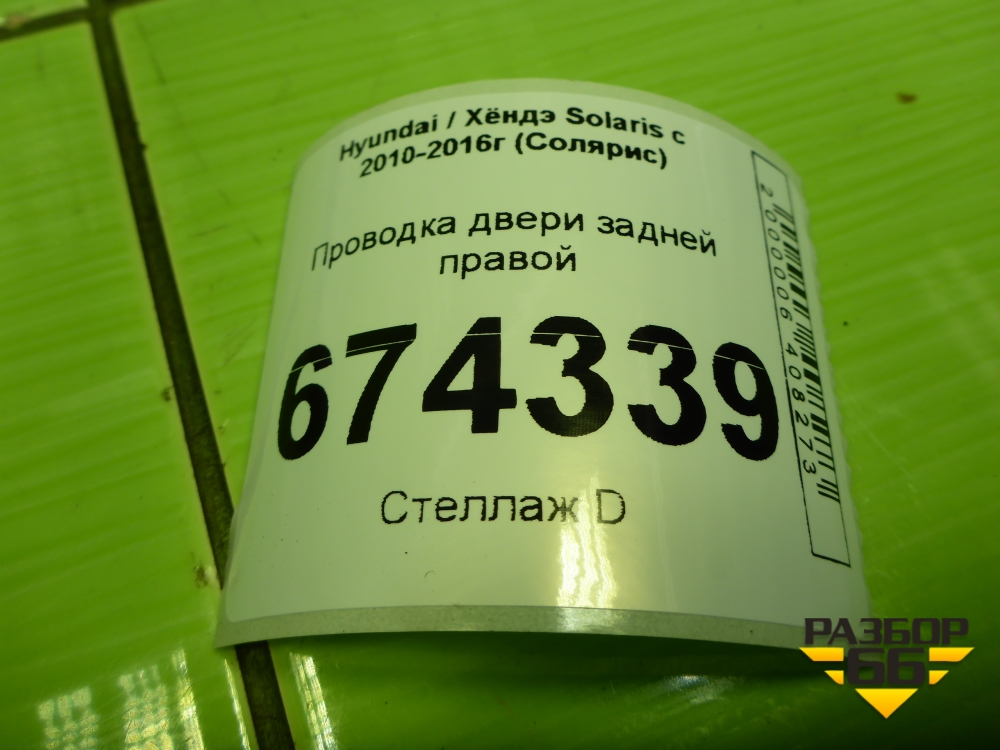 Hyundai / Хёндэ Solaris с
2010-2016г (Солярис)
Проводка двери задней
правой
674339
Стеллаж D
2000006408273
РАЗБОР
66